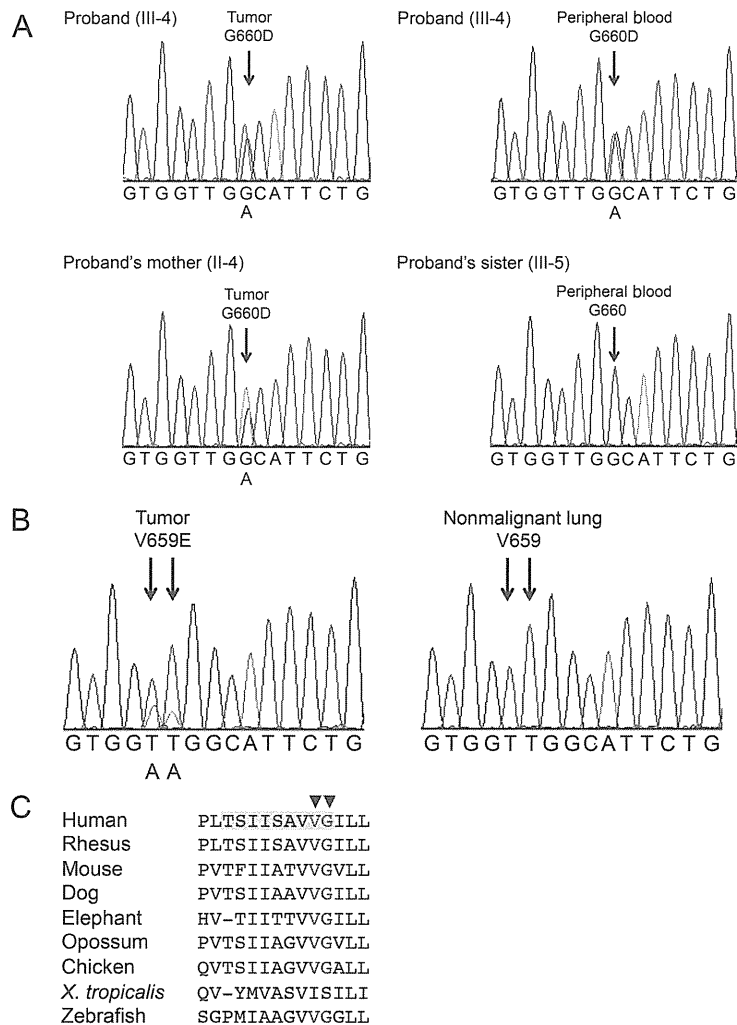 A
Proband (III-4)
Tumor
G660D
GTGGTTGGCATTCTG
A
Proband (III-4)
Peripheral blood
G660D
GTGGTTGGCATTCTG
A
Proband's mother (II-4)
Tumor
G660D
GTGGTTGGCATTCTG
A
Proband's sister (III-5)
Peripheral blood
G660
GTGGTTGGCATTCTG
B
Tumor
V659E
GTGGTTGGCATTCTG
A A
Nonmalignant lung
V659
GTGGTTGGCATTCTG
C
Human PLTSIISAVVGILL
Rhesus PLTSIISAVVGILL
Mouse PVTFIIATVVGVLL
Dog PVTSIIAAVVGILL
Elephant HV-TIITTVVGILL
Opossum PVTSIIAGVVGVLL
Chicken QVTSIIAGVVGALL
X. tropicalis QV-YMVASVISILI
Zebrafish SGPMIAAGVVGGLL